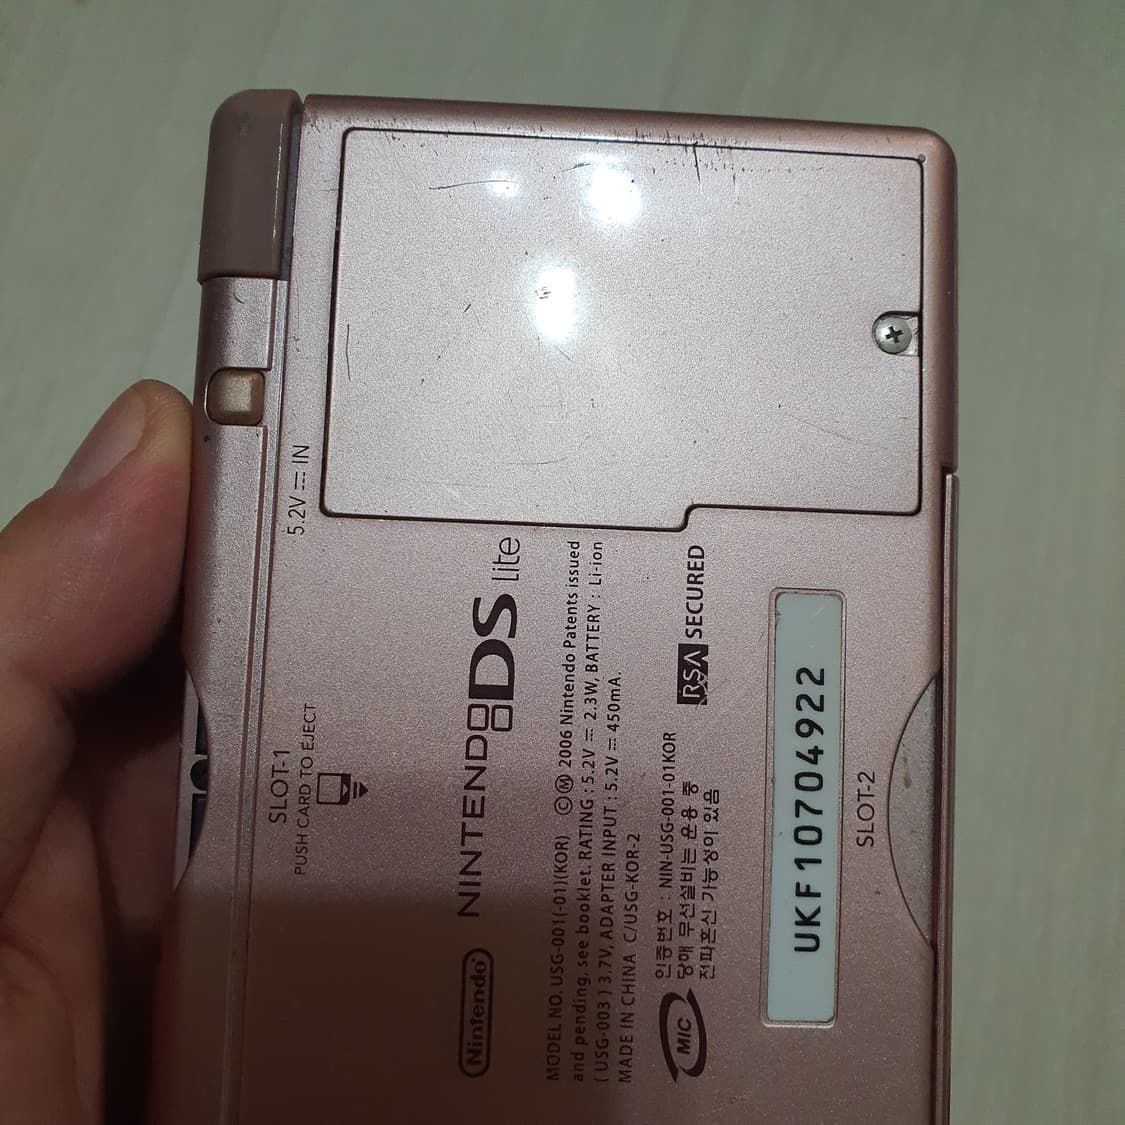 5.2V ⎓ IN
SLOT-1
PUSH CARD TO EJECT
Nintendo
NINTENDO DS lite
MODEL NO. USG-001(-01)(KOR) ©Ⓜ 2006 Nintendo Patents issued
and pending, see booklet. RATING : 5.2V ⎓ 2.3W, BATTERY : Li-ion
( USG-003 ) 3.7V, ADAPTER INPUT : 5.2V ⎓ 450mA.
MADE IN CHINA C/USG-KOR-2
MIC
인증번호 : NIN-USG-001-01KOR
당해 무선설비는 운용 중
전파혼신 가능성이 있음
RSA SECURED
UKF10704922
SLOT-2